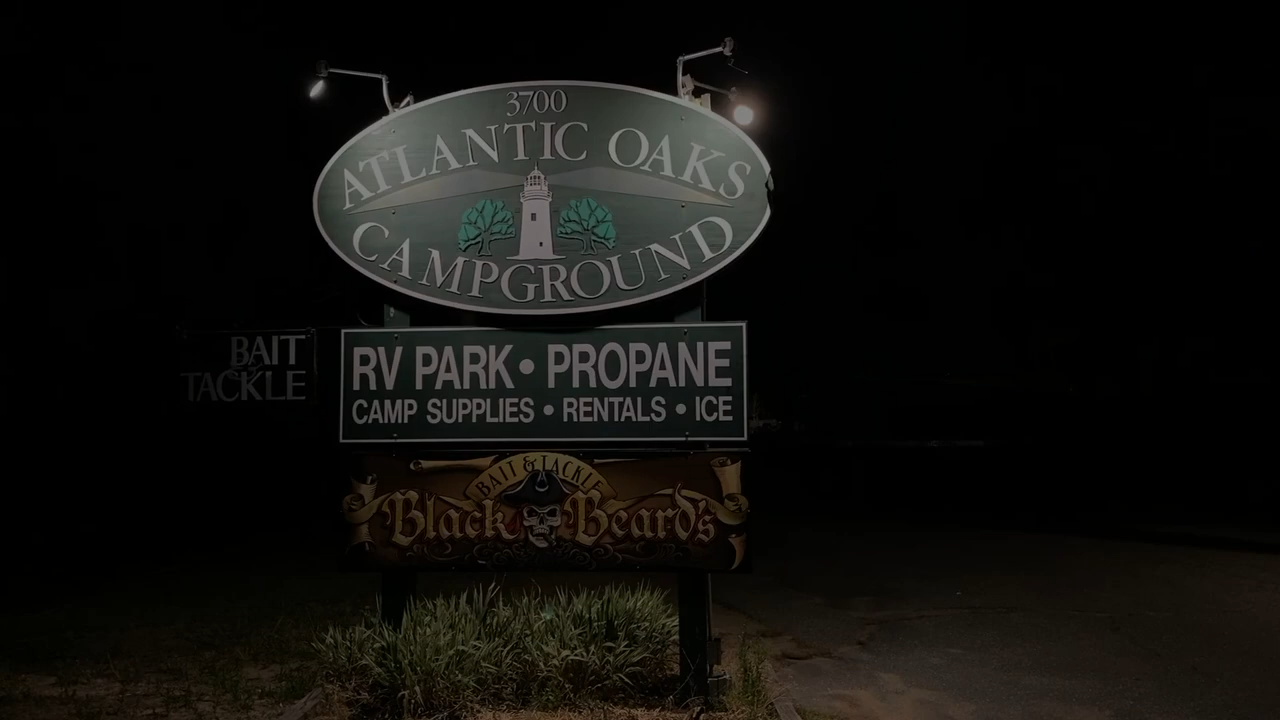 3700
ATLANTIC OAKS
CAMPGROUND
BAIT
&
TACKLE
RV PARK • PROPANE
CAMP SUPPLIES • RENTALS • ICE
BAIT & TACKLE
Black Beard's